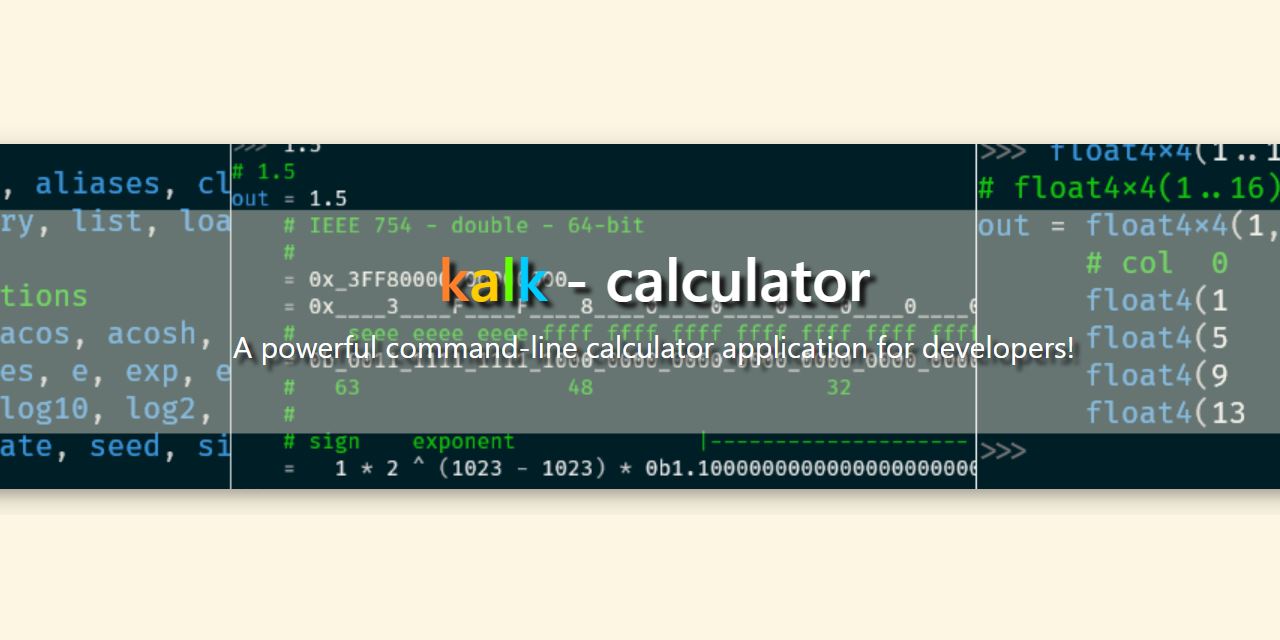 , aliases, cl
ry, list, loa
tions
acos, acosh,
es, e, exp, e
log10, log2,
ate, seed, si
>>> 1.5
# 1.5
out = 1.5
# IEEE 754 - double - 64-bit
#
= 0x_3FF80000
kalk - calculator
= 0x____3____F____F____8____0____0____0____0____0____0
# seee eeee eeee ffff ffff ffff ffff ffff ffff ffff
A powerful command-line calculator application for developers!
= 0b_0011_1111_1111_1000_0000_0000_0000_0000_0000_0000
# 63 48 32
#
# sign exponent |--------------------
= 1 * 2 ^ (1023 - 1023) * 0b1.1000000000000000000000
>>> float4×4(1..1
# float4×4(1..16)
out = float4×4(1,
# col 0
float4(1
float4(5
float4(9
float4(13
>>>